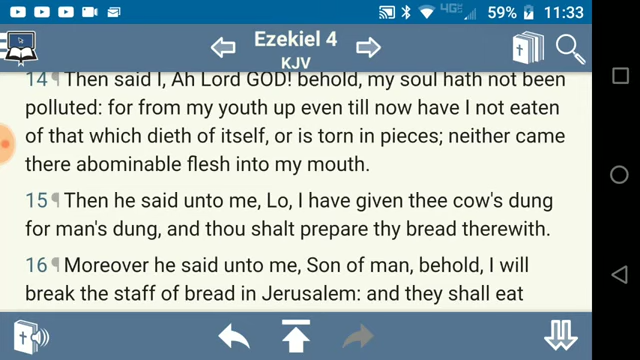 4G 59% 11:33
Ezekiel 4
KJV
14 ¶ Then said I, Ah Lord GOD! behold, my soul hath not been
polluted: for from my youth up even till now have I not eaten
of that which dieth of itself, or is torn in pieces; neither came
there abominable flesh into my mouth.
15 ¶ Then he said unto me, Lo, I have given thee cow's dung
for man's dung, and thou shalt prepare thy bread therewith.
16 ¶ Moreover he said unto me, Son of man, behold, I will
break the staff of bread in Jerusalem: and they shall eat